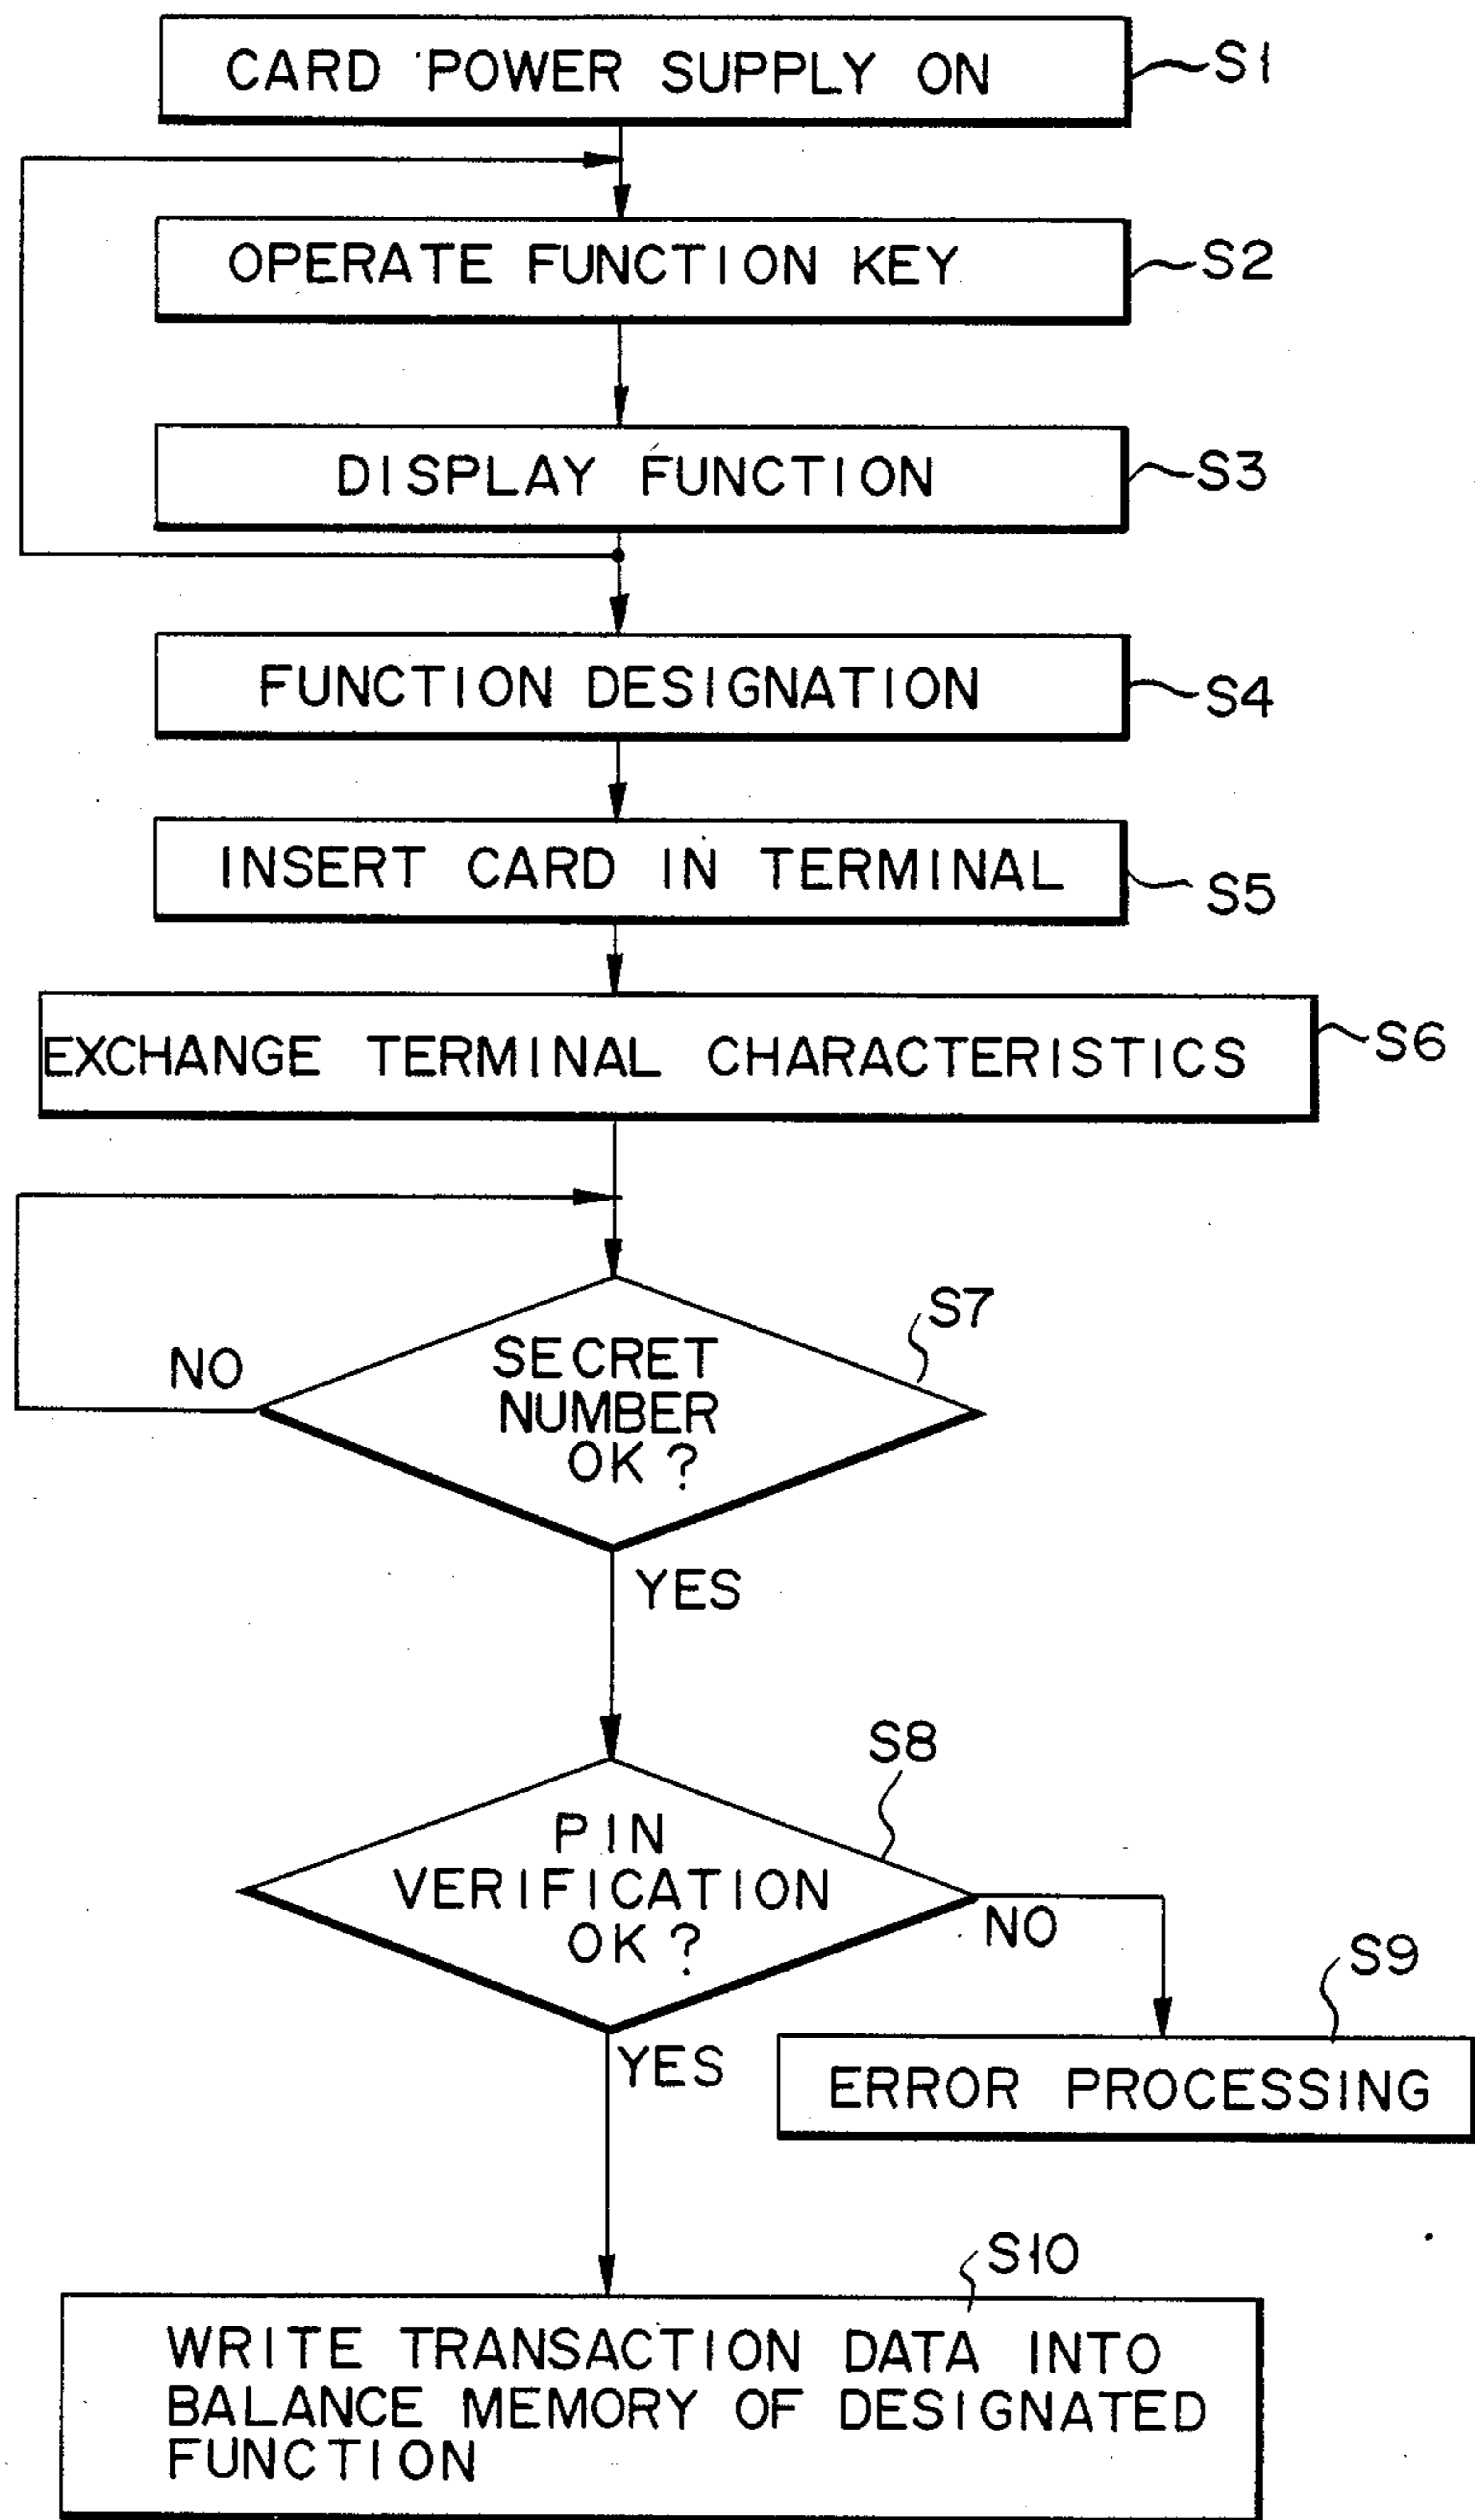 CARD POWER SUPPLY ON
S1
OPERATE FUNCTION KEY
S2
DISPLAY FUNCTION
S3
FUNCTION DESIGNATION
S4
INSERT CARD IN TERMINAL
S5
EXCHANGE TERMINAL CHARACTERISTICS
S6
S7
SECRET
NUMBER
OK?
NO
YES
S8
PIN
VERIFICATION
OK?
NO
YES
S9
ERROR PROCESSING
S10
WRITE TRANSACTION DATA INTO
BALANCE MEMORY OF DESIGNATED
FUNCTION